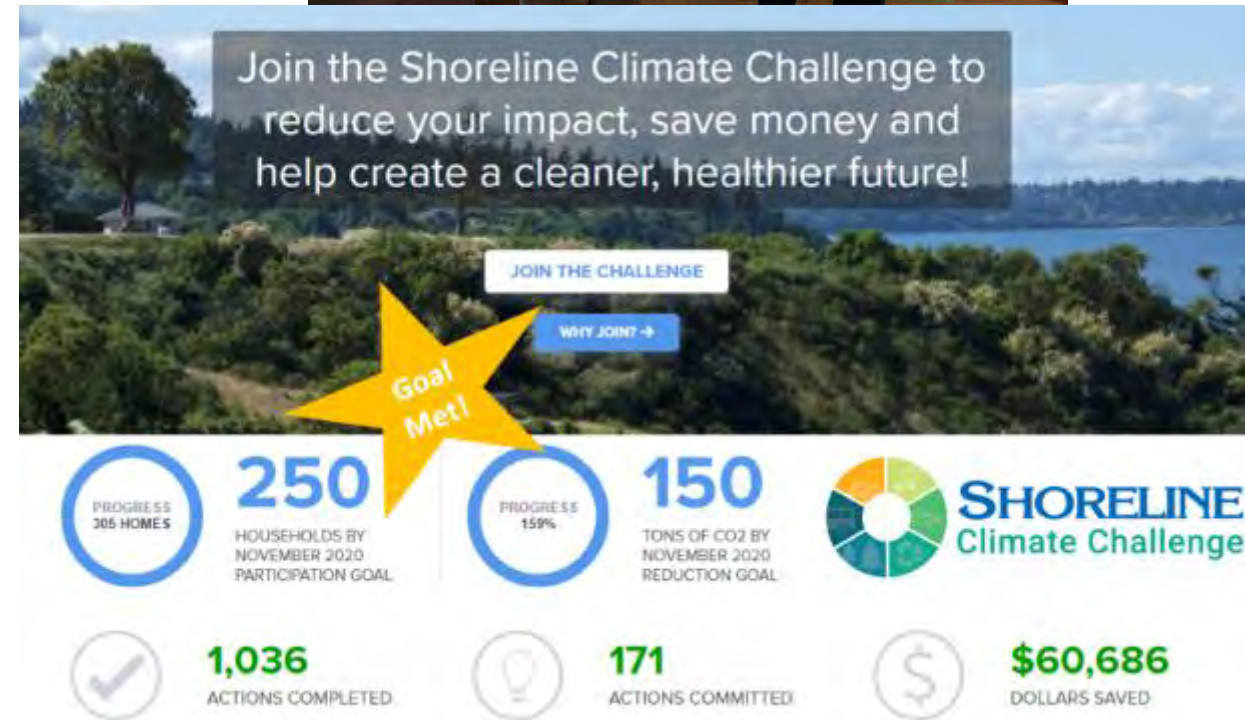 Join the Shoreline Climate Challenge to
reduce your impact, save money and
help create a cleaner, healthier future!
JOIN THE CHALLENGE
WHY JOIN? →
Goal
Met!
PROGRESS
305 HOMES
250
HOUSEHOLDS BY
NOVEMBER 2020
PARTICIPATION GOAL
PROGRESS
159%
150
TONS OF CO2 BY
NOVEMBER 2020
REDUCTION GOAL
SHORELINE
Climate Challenge
1,036
ACTIONS COMPLETED
171
ACTIONS COMMITTED
$
$60,686
DOLLARS SAVED